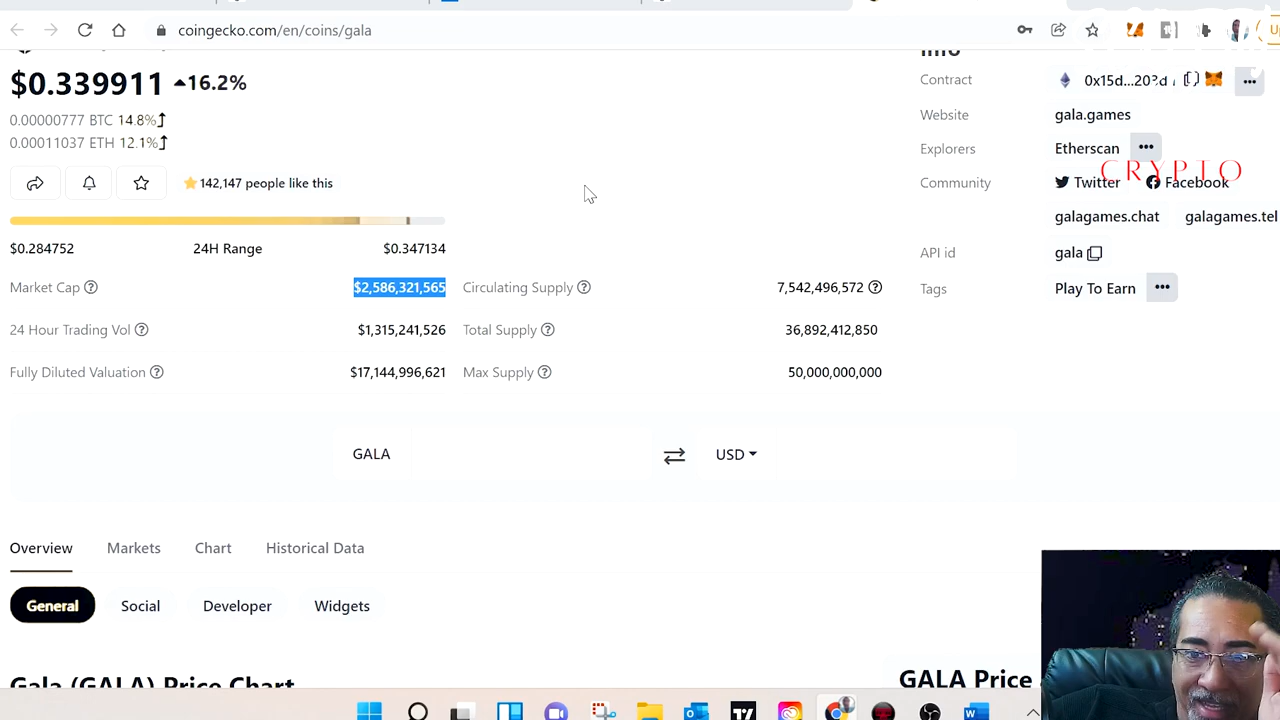 coingecko.com/en/coins/gala
$0.339911 16.2%
0.00000777 BTC 14.8%
0.00011037 ETH 12.1%
142,147 people like this
$0.284752 24H Range $0.347134
Market Cap $2,586,321,565 Circulating Supply 7,542,496,572
24 Hour Trading Vol $1,315,241,526 Total Supply 36,892,412,850
Fully Diluted Valuation $17,144,996,621 Max Supply 50,000,000,000
Info
Contract
Website gala.games
Explorers Etherscan
CRYPTO
Community Twitter Facebook
galagames.chat galagames.tel
API id gala
Tags Play To Earn
GALA USD
Overview Markets Chart Historical Data
General Social Developer Widgets
Gala (GALA) Price Chart
GALA Price